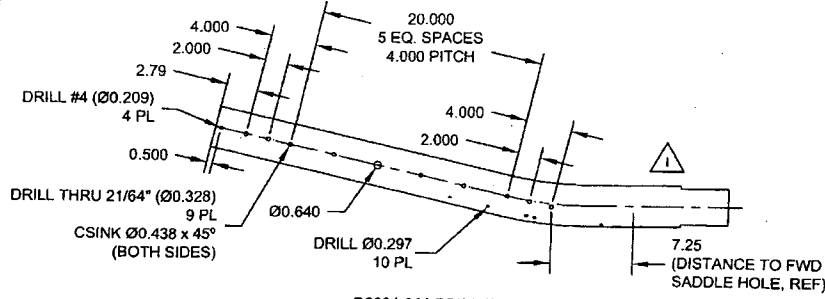 20.000
5 EQ. SPACES
4.000 PITCH
4.000
2.000
2.79
DRILL #4 (Ø0.209)
4 PL
0.500
4.000
2.000
1
DRILL THRU 21/64" (Ø0.328)
9 PL
CSINK Ø0.438 x 45º
(BOTH SIDES)
Ø0.640
DRILL Ø0.297
10 PL
7.25
(DISTANCE TO FWD
SADDLE HOLE, REF)